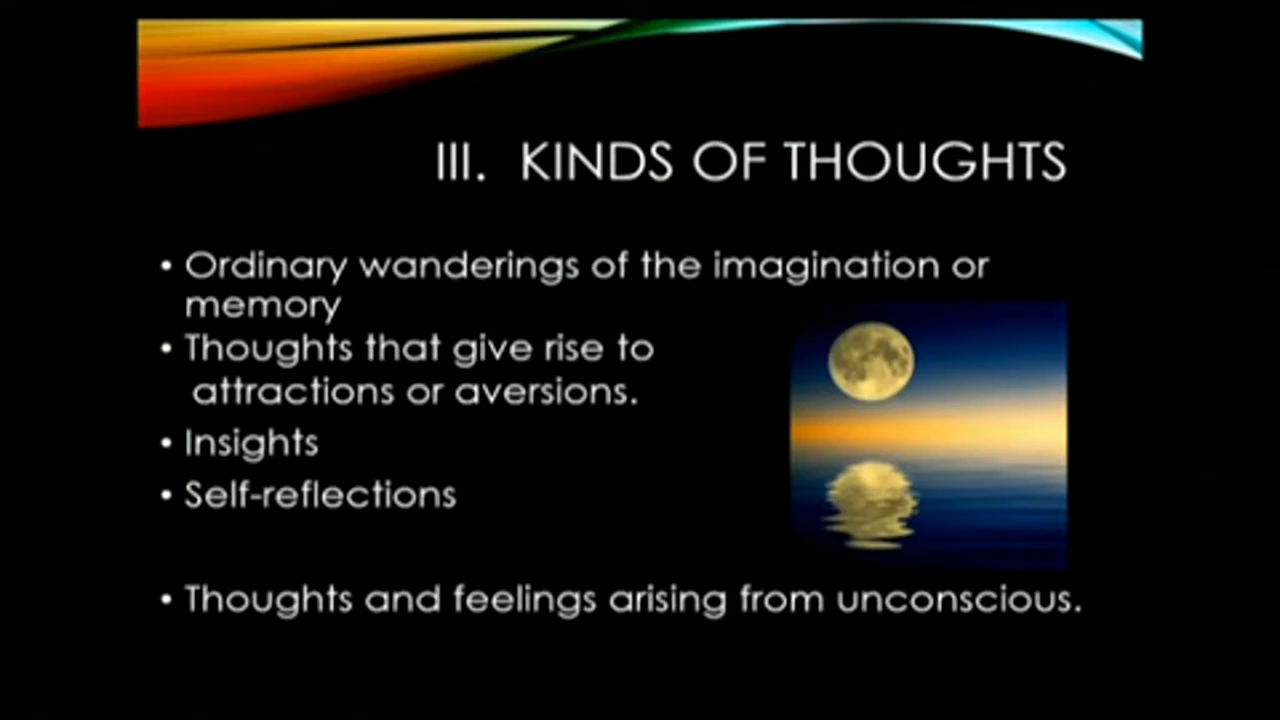 III. KINDS OF THOUGHTS
• Ordinary wanderings of the imagination or
memory
• Thoughts that give rise to
attractions or aversions.
• Insights
• Self-reflections
• Thoughts and feelings arising from unconscious.